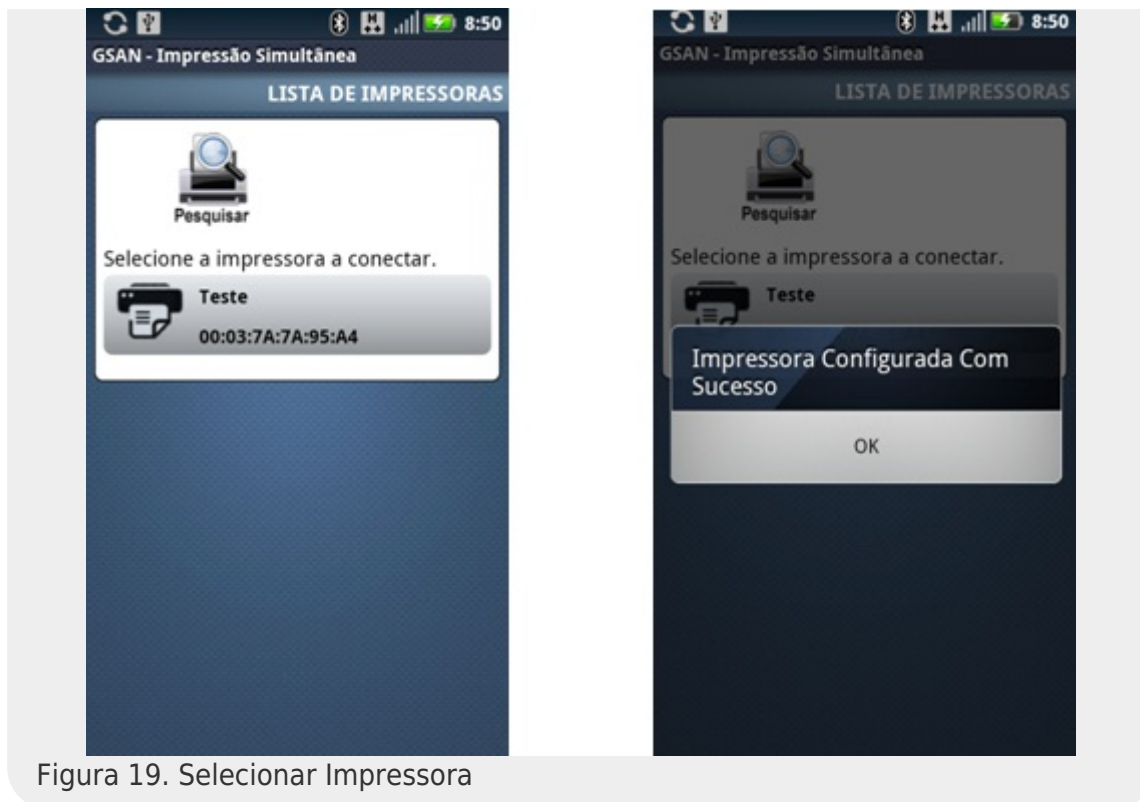 8:50
GSAN - Impressão Simultânea
LISTA DE IMPRESSORAS
Pesquisar
Selecione a impressora a conectar.
Teste
00:03:7A:7A:95:A4
8:50
GSAN - Impressão Simultânea
LISTA DE IMPRESSORAS
Pesquisar
Selecione a impressora a conectar.
Teste
Impressora Configurada Com
Sucesso
OK
Figura 19. Selecionar Impressora